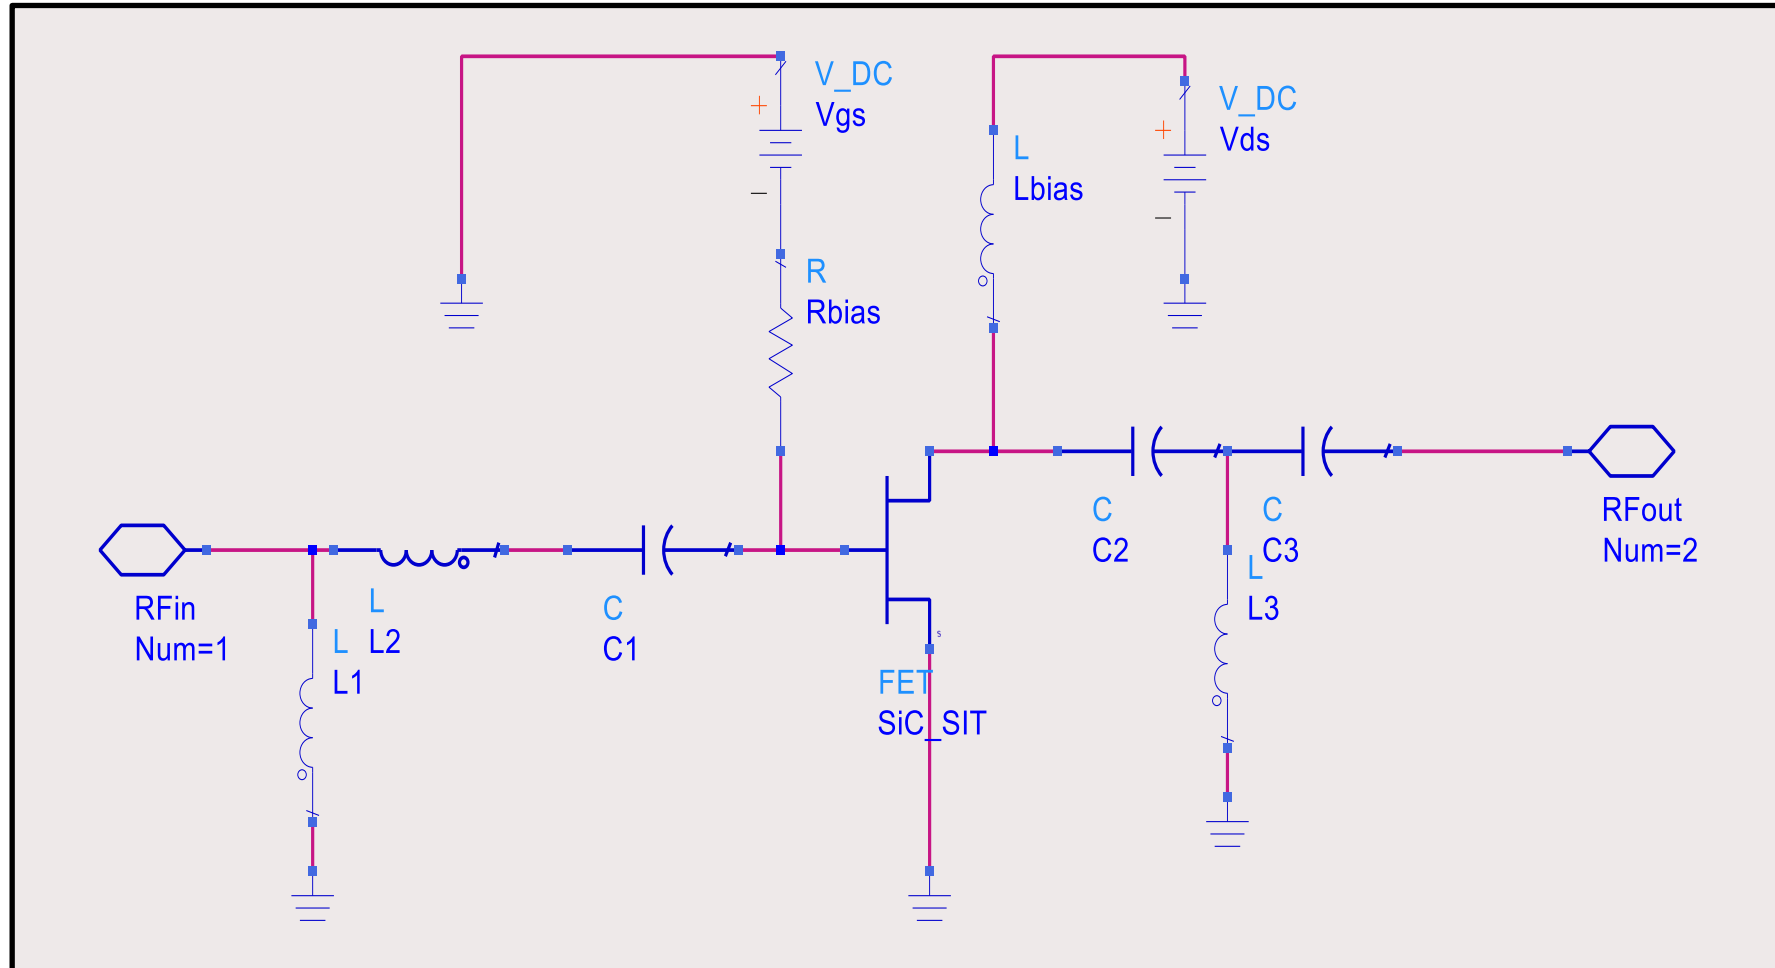 V_DC
Vgs
V_DC
Vds
L
Lbias
R
Rbias
C
C2
C
C3
RFout
Num=2
L
L3
RFin
Num=1
L
L2
L
L1
C
C1
S
FET
SiC_SIT